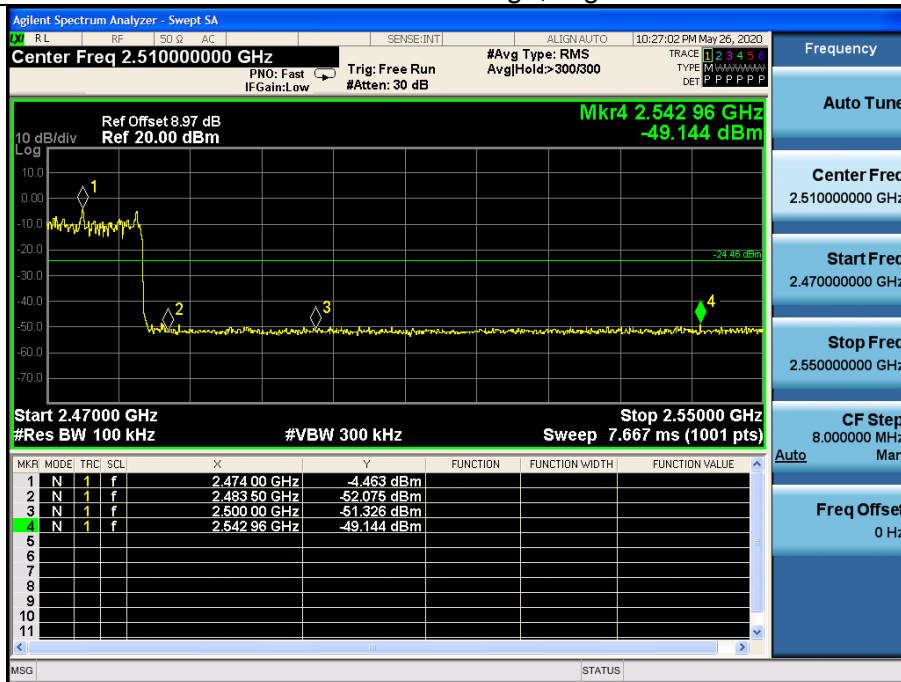 Agilent Spectrum Analyzer - Swept SA
LXI RL RF 50 Ω AC SENSE:INT ALIGN AUTO 10:27:02 PM May 26, 2020
Center Freq 2.510000000 GHz
PNO: Fast
IFGain:Low
Trig: Free Run
#Atten: 30 dB
#Avg Type: RMS
Avg|Hold:>300/300
TRACE 1 2 3 4 5 6
TYPE M WWWWW
DET P P P P P P
Mkr4 2.542 96 GHz
-49.144 dBm
Ref Offset 8.97 dB
10 dB/div Ref 20.00 dBm
Log
10.0
0.00
-10.0
-20.0
-30.0
-40.0
-50.0
-60.0
-70.0
1
2
3
4
-24.46 dBm
Start 2.47000 GHz Stop 2.55000 GHz
#Res BW 100 kHz #VBW 300 kHz Sweep 7.667 ms (1001 pts)
MKR MODE TRC SCL X Y FUNCTION FUNCTION WIDTH FUNCTION VALUE
1 N 1 f 2.474 00 GHz -4.463 dBm
2 N 1 f 2.483 50 GHz -52.075 dBm
3 N 1 f 2.500 00 GHz -51.326 dBm
4 N 1 f 2.542 96 GHz -49.144 dBm
5
6
7
8
9
10
11
MSG STATUS
Frequency
Auto Tune
Center Freq
2.510000000 GHz
Start Freq
2.470000000 GHz
Stop Freq
2.550000000 GHz
CF Step
8.000000 MHz
Auto Man
Freq Offset
0 Hz